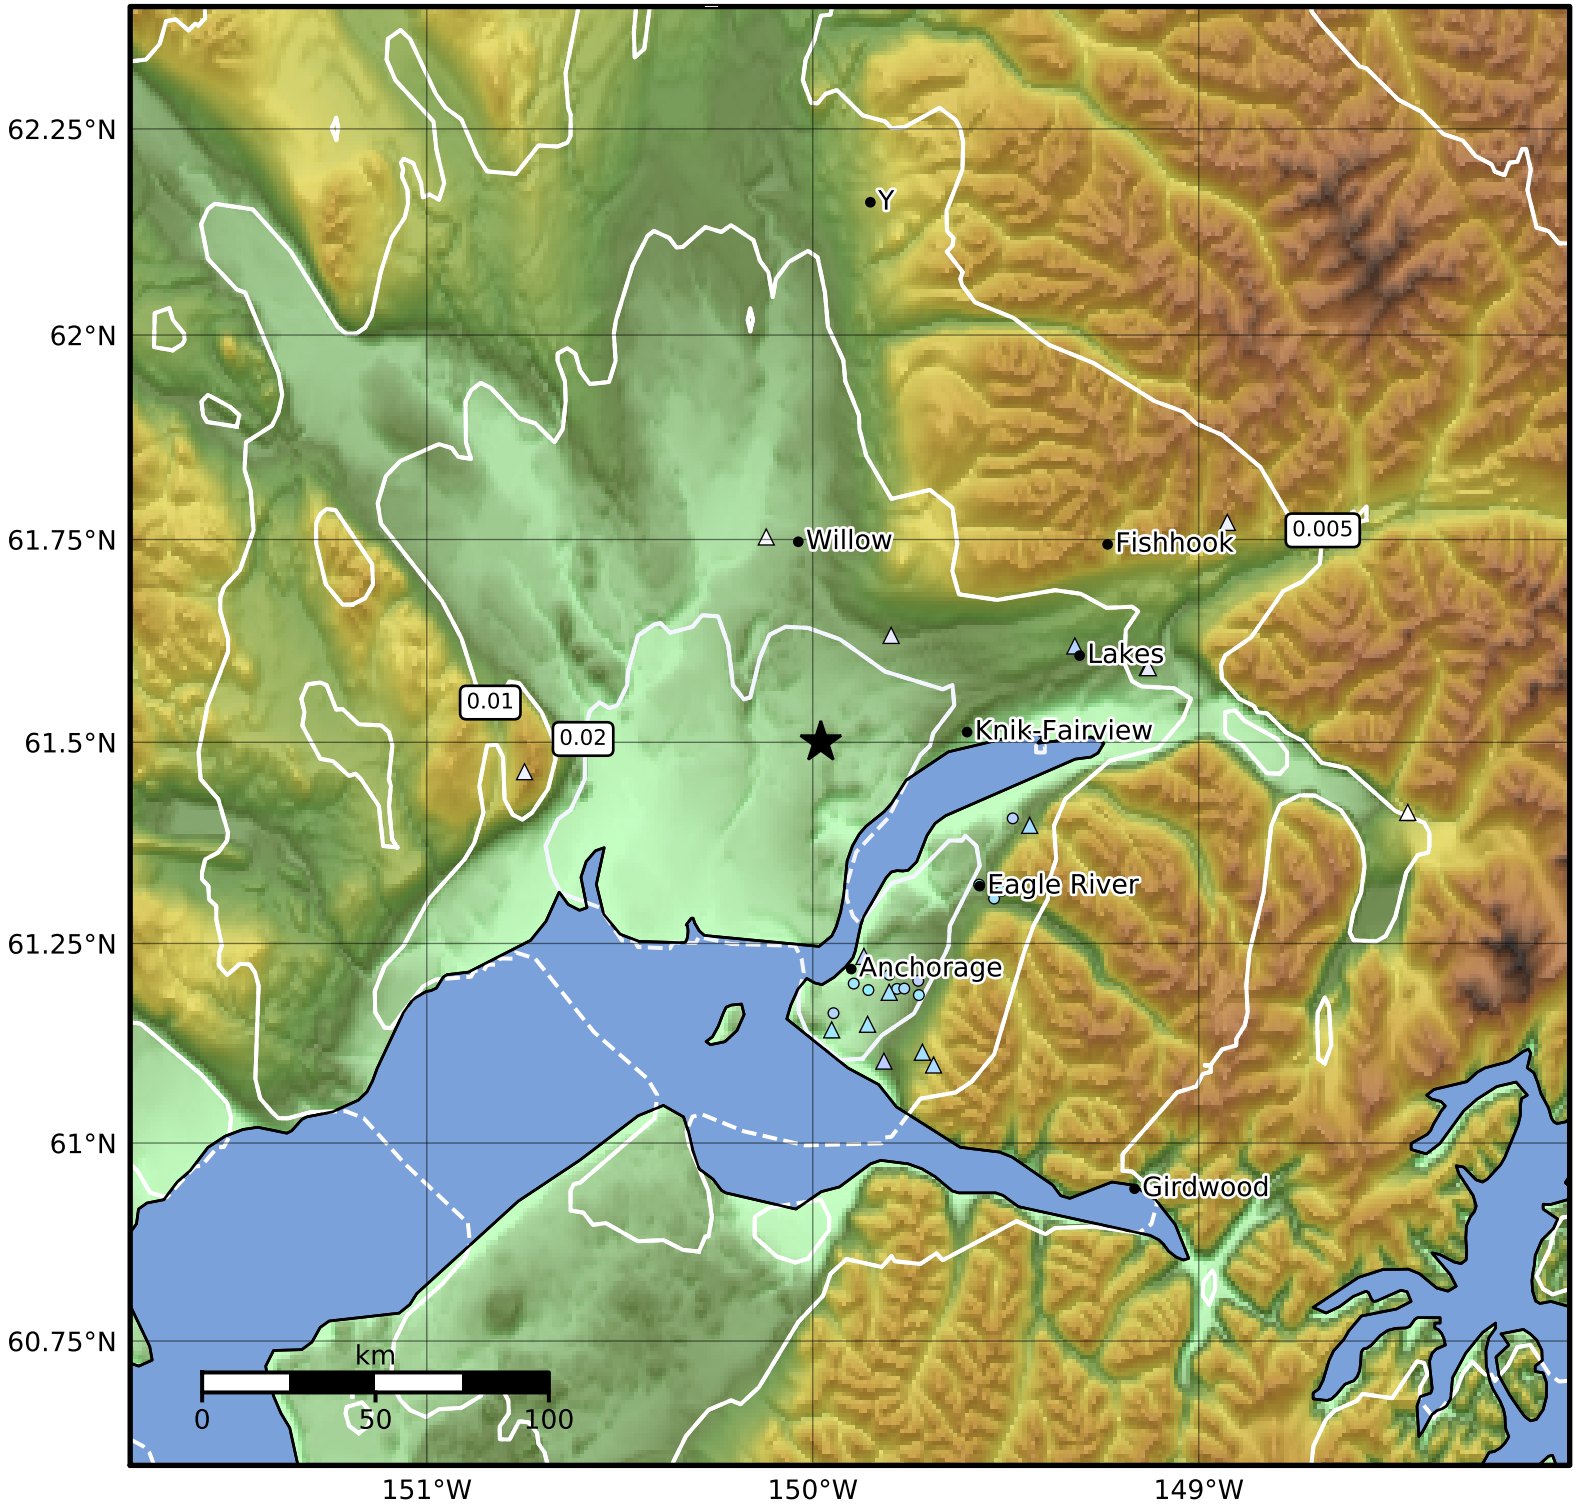 62.25°N
Y
62°N
61.75°N
Willow
Fishhook
0.005
Lakes
0.01
0.02
61.5°N
Knik-Fairview
Eagle River
61.25°N
Anchorage
61°N
Girdwood
60.75°N
km
0 50 100
151°W 150°W 149°W